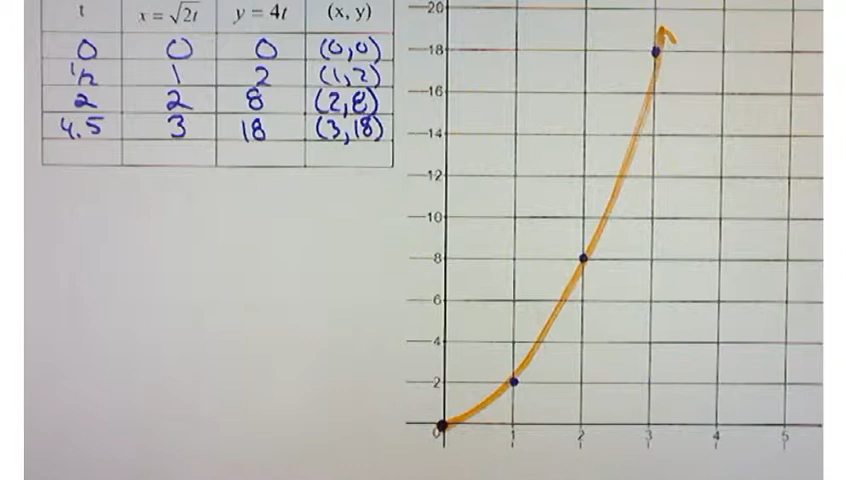 t x = √2t y = 4t (x, y)
0 0 0 (0,0)
1/2 1 2 (1,2)
2 2 8 (2,8)
4.5 3 18 (3,18)
20
18
16
14
12
10
8
6
4
2
0 1 2 3 4 5